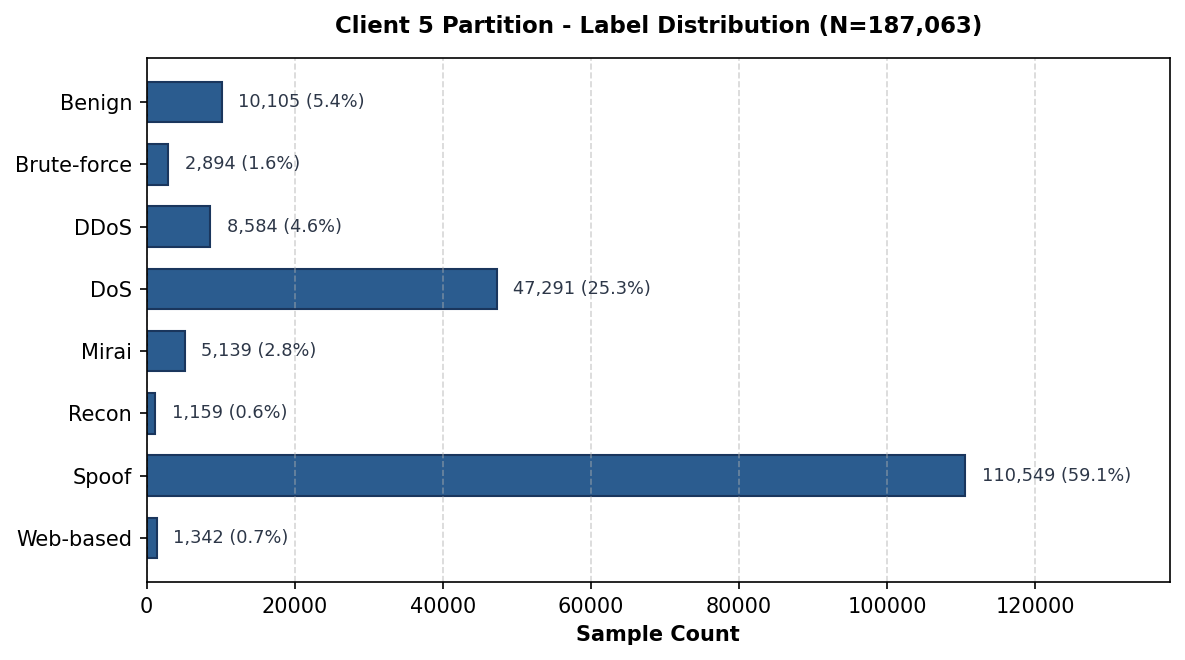 Client 5 Partition - Label Distribution (N=187,063)
Benign 10,105 (5.4%)
Brute-force 2,894 (1.6%)
DDoS 8,584 (4.6%)
DoS 47,291 (25.3%)
Mirai 5,139 (2.8%)
Recon 1,159 (0.6%)
Spoof 110,549 (59.1%)
Web-based 1,342 (0.7%)
0 20000 40000 60000 80000 100000 120000
Sample Count